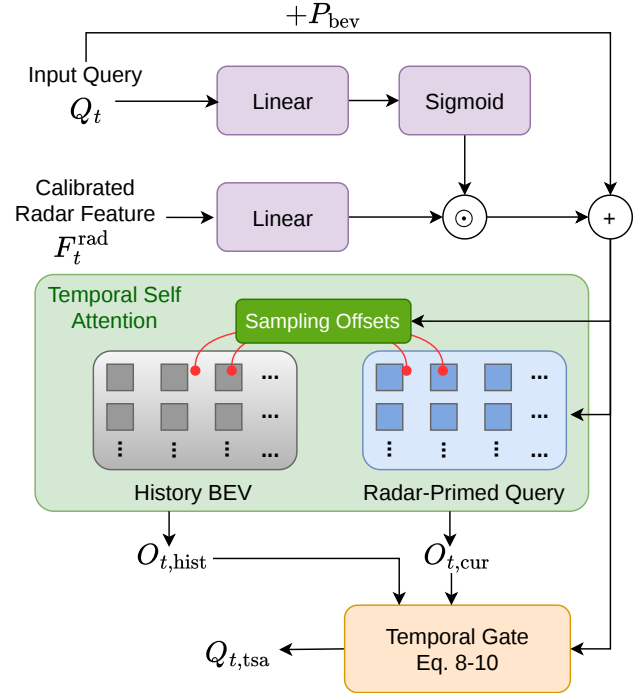 +P_bev
Input Query
Q_t
Linear
Sigmoid
Calibrated
Radar Feature
F_t^rad
Linear
⊙
+
Temporal Self
Attention
Sampling Offsets
...
...
...
...
⋮ ⋮ ⋮ ...
⋮ ⋮ ⋮ ...
History BEV
Radar-Primed Query
O_t,hist
O_t,cur
Q_t,tsa
Temporal Gate
Eq. 8-10